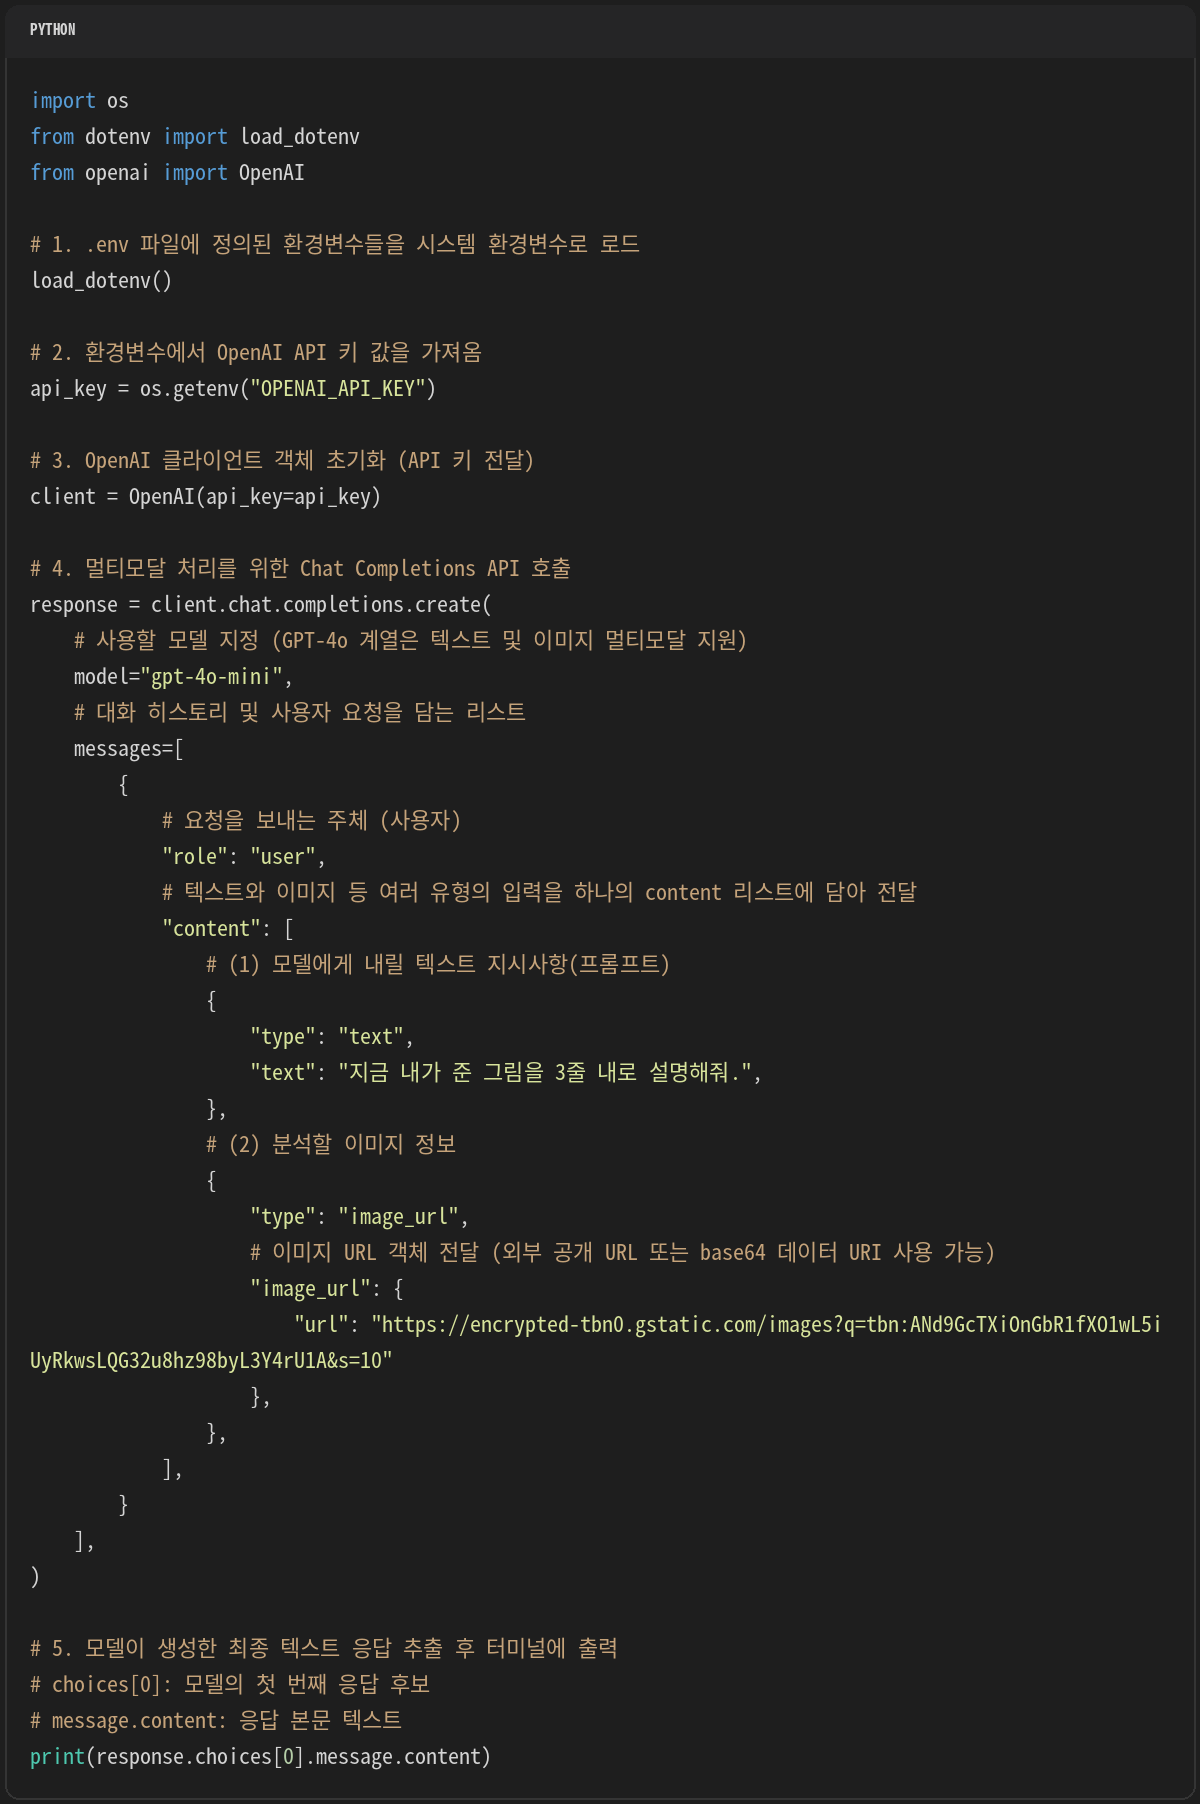 PYTHON
import os
from dotenv import load_dotenv
from openai import OpenAI
# 1. .env 파일에 정의된 환경변수들을 시스템 환경변수로 로드
load_dotenv()
# 2. 환경변수에서 OpenAI API 키 값을 가져옴
api_key = os.getenv("OPENAI_API_KEY")
# 3. OpenAI 클라이언트 객체 초기화 (API 키 전달)
client = OpenAI(api_key=api_key)
# 4. 멀티모달 처리를 위한 Chat Completions API 호출
response = client.chat.completions.create(
    # 사용할 모델 지정 (GPT-4o 계열은 텍스트 및 이미지 멀티모달 지원)
    model="gpt-4o-mini",
    # 대화 히스토리 및 사용자 요청을 담는 리스트
    messages=[
        {
            # 요청을 보내는 주체 (사용자)
            "role": "user",
            # 텍스트와 이미지 등 여러 유형의 입력을 하나의 content 리스트에 담아 전달
            "content": [
                # (1) 모델에게 내릴 텍스트 지시사항(프롬프트)
                {
                    "type": "text",
                    "text": "지금 내가 준 그림을 3줄 내로 설명해줘.",
                },
                # (2) 분석할 이미지 정보
                {
                    "type": "image_url",
                    # 이미지 URL 객체 전달 (외부 공개 URL 또는 base64 데이터 URI 사용 가능)
                    "image_url": {
                        "url": "https://encrypted-tbn0.gstatic.com/images?q=tbn:ANd9GcTXiOnGbR1fXO1wL5i
UyRkwsLQG32u8hz98byL3Y4rU1A&s=10"
                    },
                },
            ],
        }
    ],
)
# 5. 모델이 생성한 최종 텍스트 응답 추출 후 터미널에 출력
# choices[0]: 모델의 첫 번째 응답 후보
# message.content: 응답 본문 텍스트
print(response.choices[0].message.content)